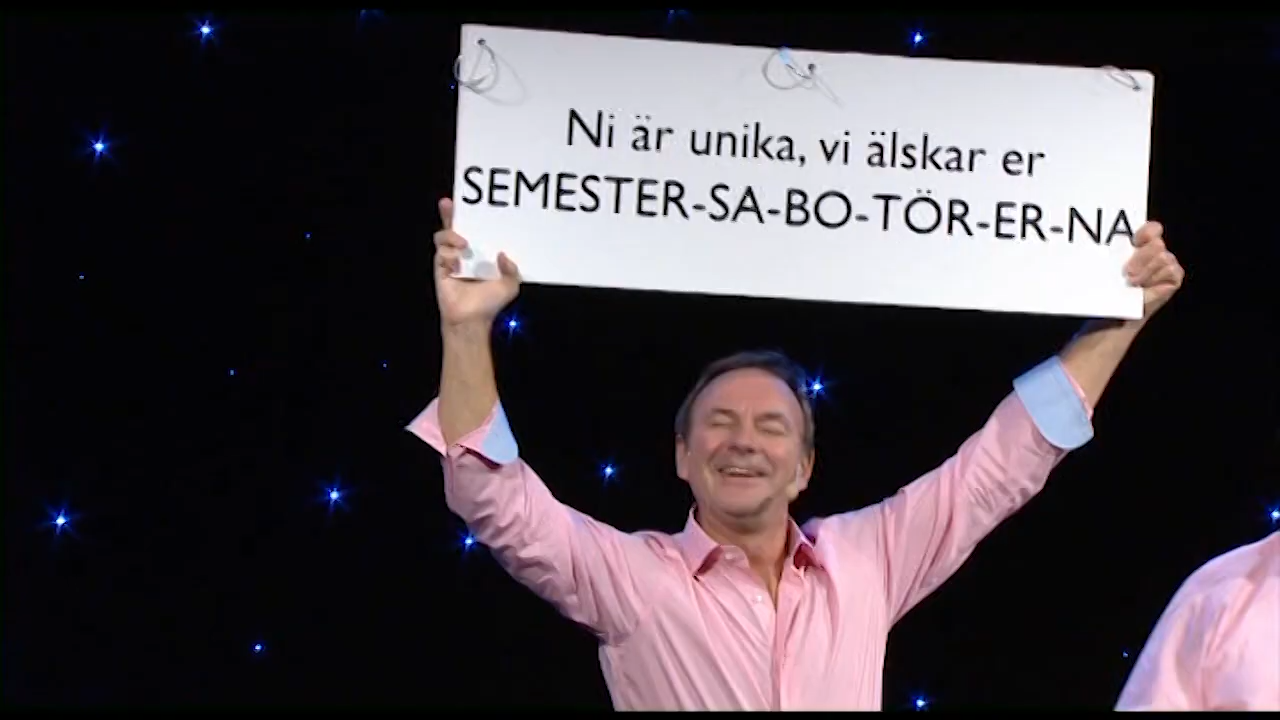 Ni är unika, vi älskar er
SEMESTER-SA-BO-TÖR-ER-NA